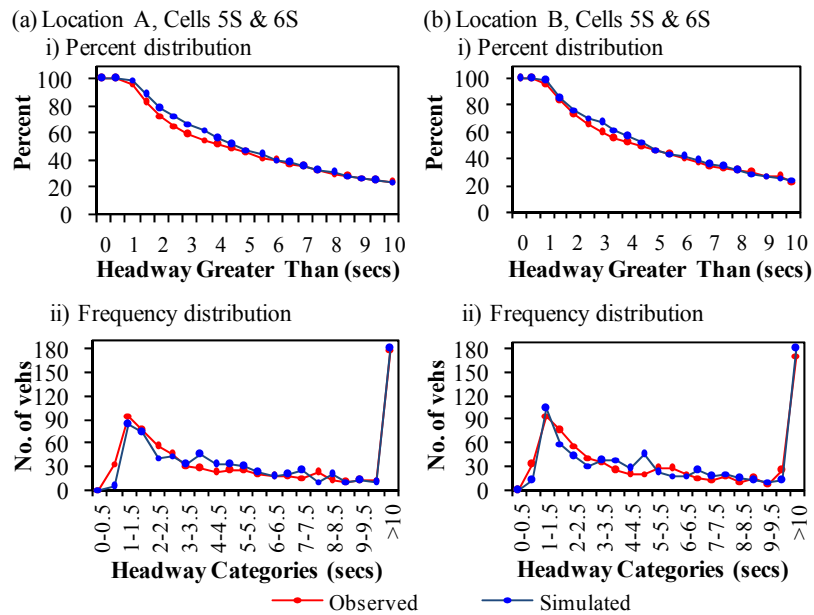 (a) Location A, Cells 5S & 6S
i) Percent distribution
Percent
100
80
60
40
20
0
0 1 2 3 4 5 6 7 8 9 10
Headway Greater Than (secs)
ii) Frequency distribution
No. of vehs
180
150
120
90
60
30
0
0-0.5
1-1.5
2-2.5
3-3.5
4-4.5
5-5.5
6-6.5
7-7.5
8-8.5
9-9.5
>10
Headway Categories (secs)
(b) Location B, Cells 5S & 6S
i) Percent distribution
Percent
100
80
60
40
20
0
0 1 2 3 4 5 6 7 8 9 10
Headway Greater Than (secs)
ii) Frequency distribution
No. of vehs
180
150
120
90
60
30
0
0-0.5
1-1.5
2-2.5
3-3.5
4-4.5
5-5.5
6-6.5
7-7.5
8-8.5
9-9.5
>10
Headway Categories (secs)
Observed
Simulated